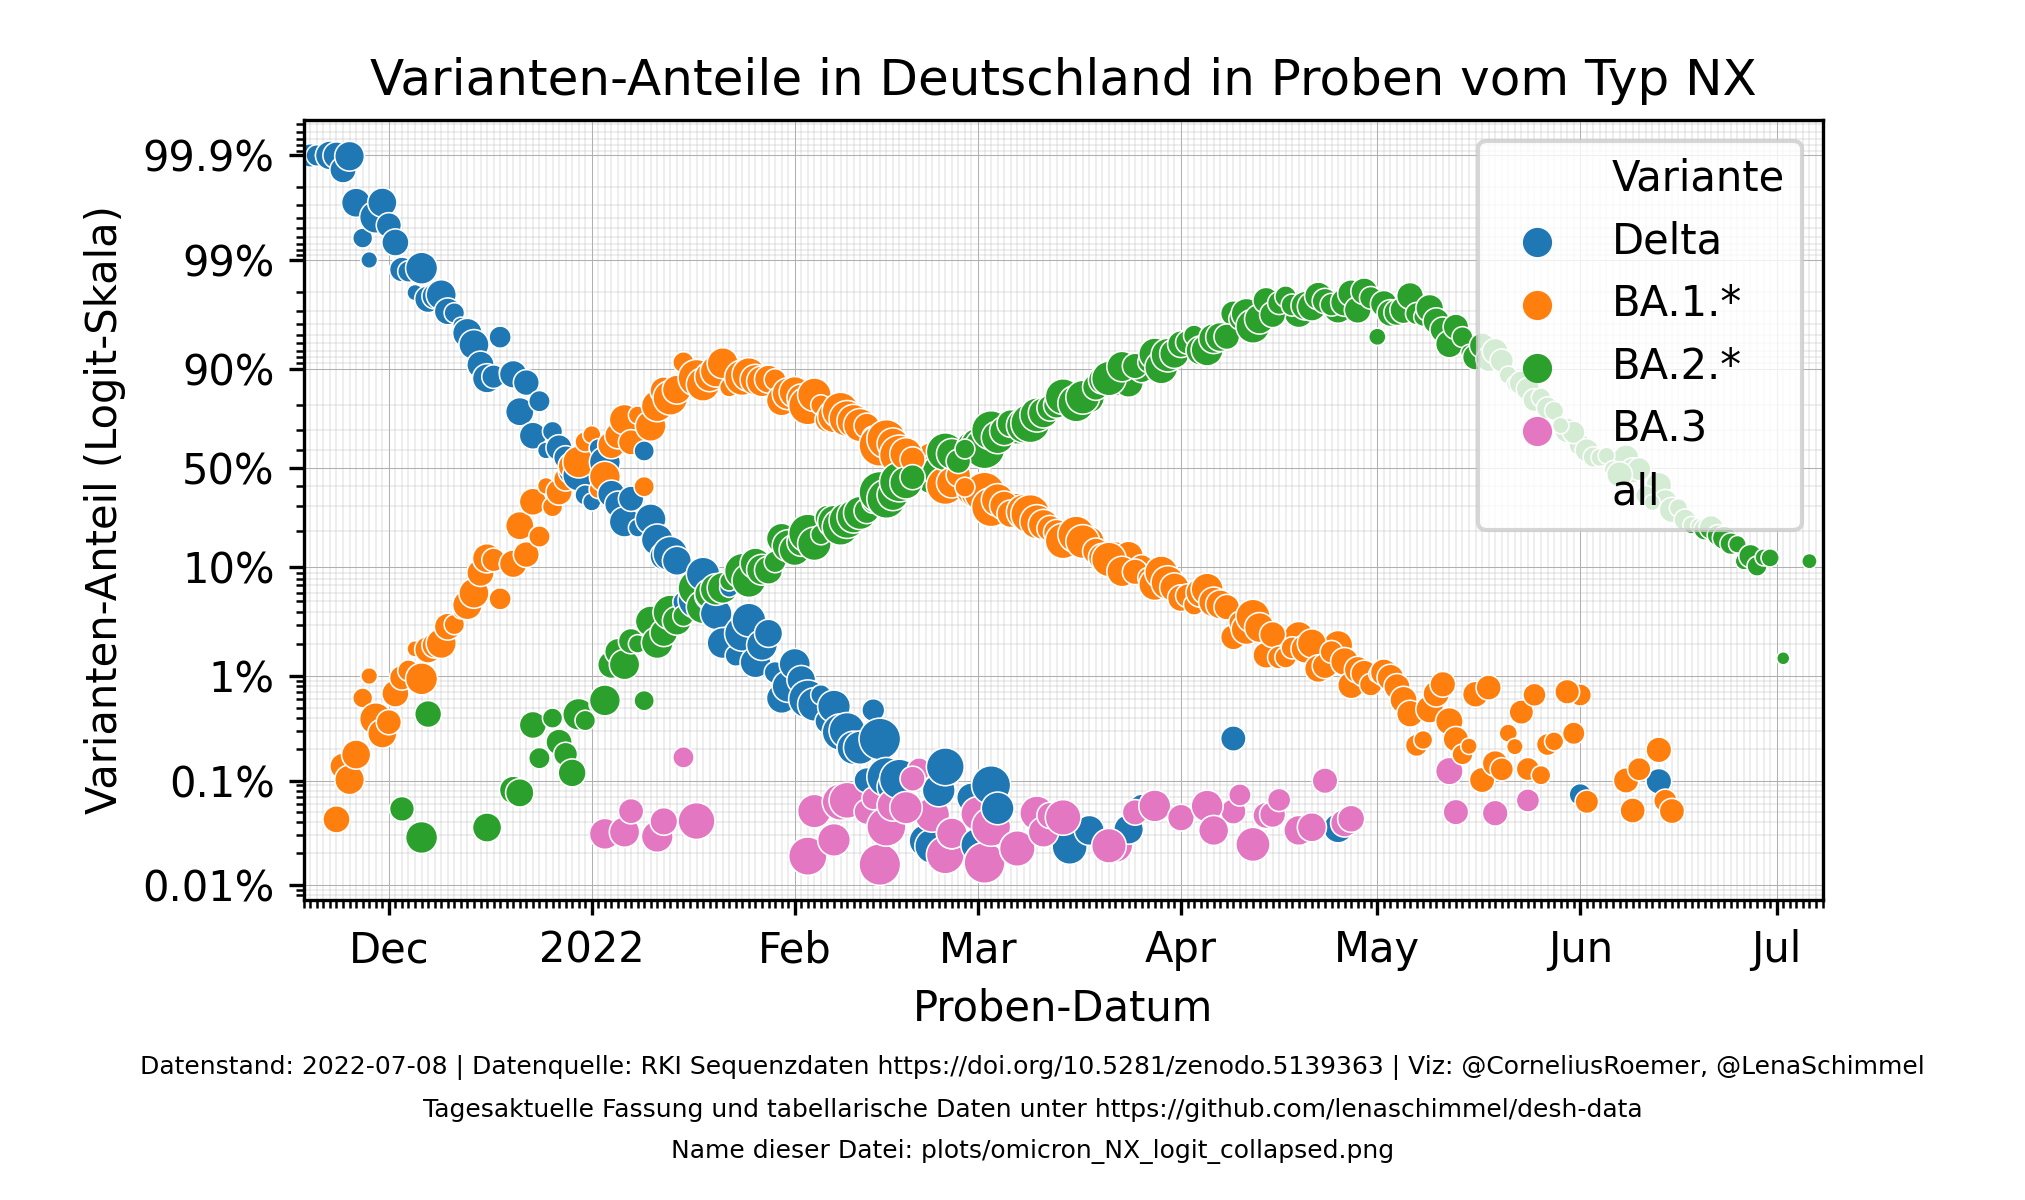 Varianten-Anteile in Deutschland in Proben vom Typ NX
Varianten-Anteil (Logit-Skala)
99.9%
99%
90%
50%
10%
1%
0.1%
0.01%
Variante
Delta
BA.1.*
BA.2.*
BA.3
all
Dec 2022 Feb Mar Apr May Jun Jul
Proben-Datum
Datenstand: 2022-07-08 | Datenquelle: RKI Sequenzdaten https://doi.org/10.5281/zenodo.5139363 | Viz: @CorneliusRoemer, @LenaSchimmel
Tagesaktuelle Fassung und tabellarische Daten unter https://github.com/lenaschimmel/desh-data
Name dieser Datei: plots/omicron_NX_logit_collapsed.png